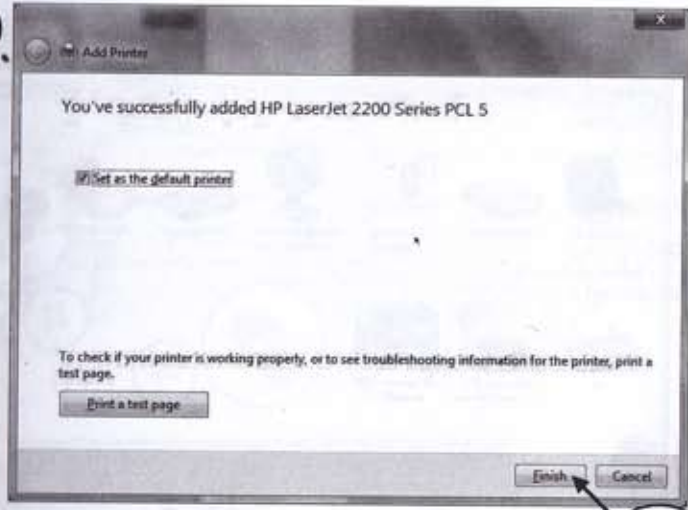 Add Printer
You've successfully added HP LaserJet 2200 Series PCL 5
Set as the default printer
To check if your printer is working properly, or to see troubleshooting information for the printer, print a
test page.
Print a test page
Finish
Cancel